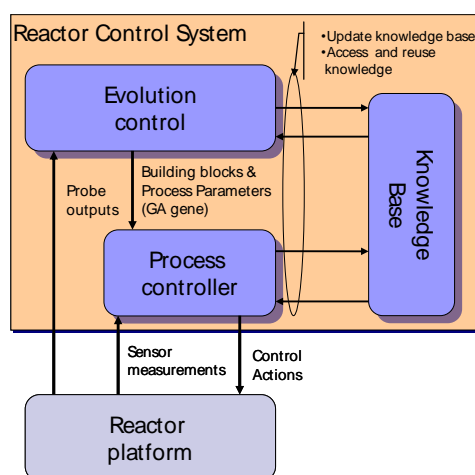 Reactor Control System
•Update knowledge base
•Access and reuse
knowledge
Evolution
control
Knowledge
Base
Probe
outputs
Building blocks &
Process Parameters
(GA gene)
Process
controller
Sensor
measurements
Control
Actions
Reactor
platform